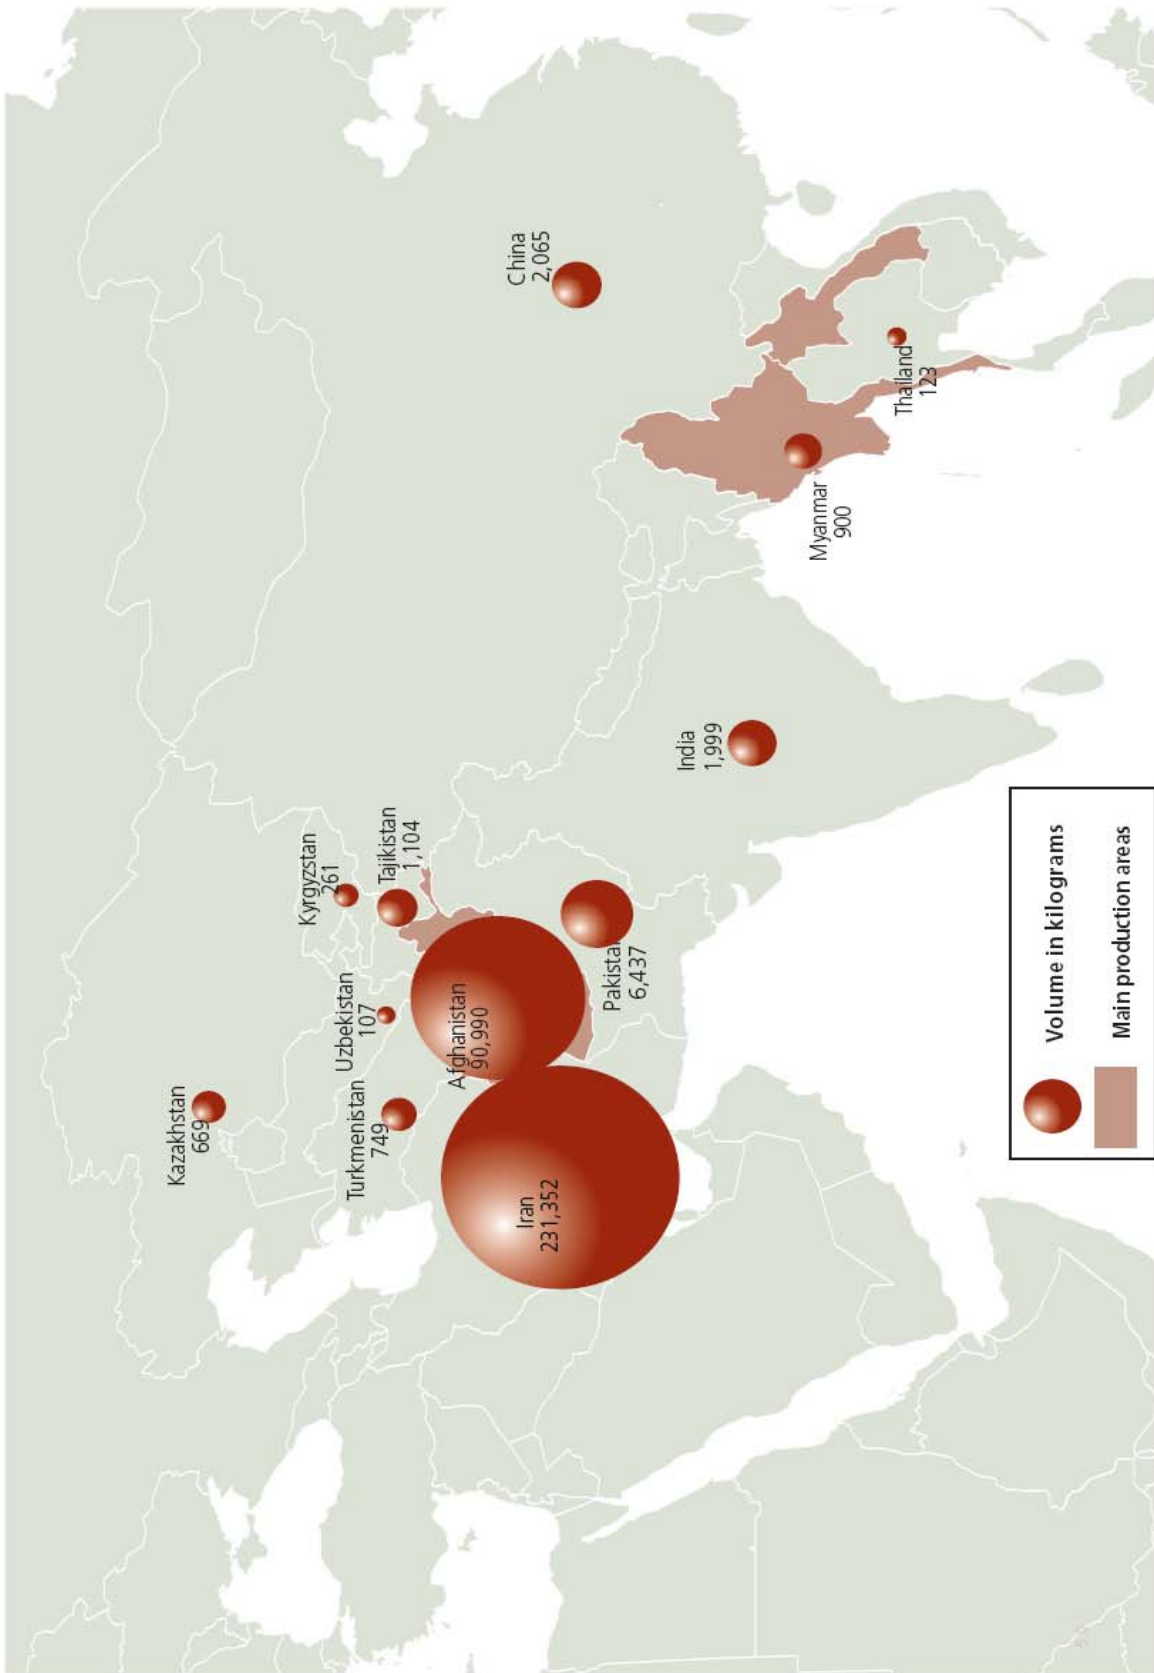 Kazakhstan
669
Uzbekistan
107
Kyrgyzstan
261
Turkmenistan
749
Tajikistan
1,104
Afghanistan
90,990
Iran
231,352
Pakistan
6,437
China
2,065
India
1,999
Myanmar
900
Thailand
123
Volume in kilograms
Main production areas